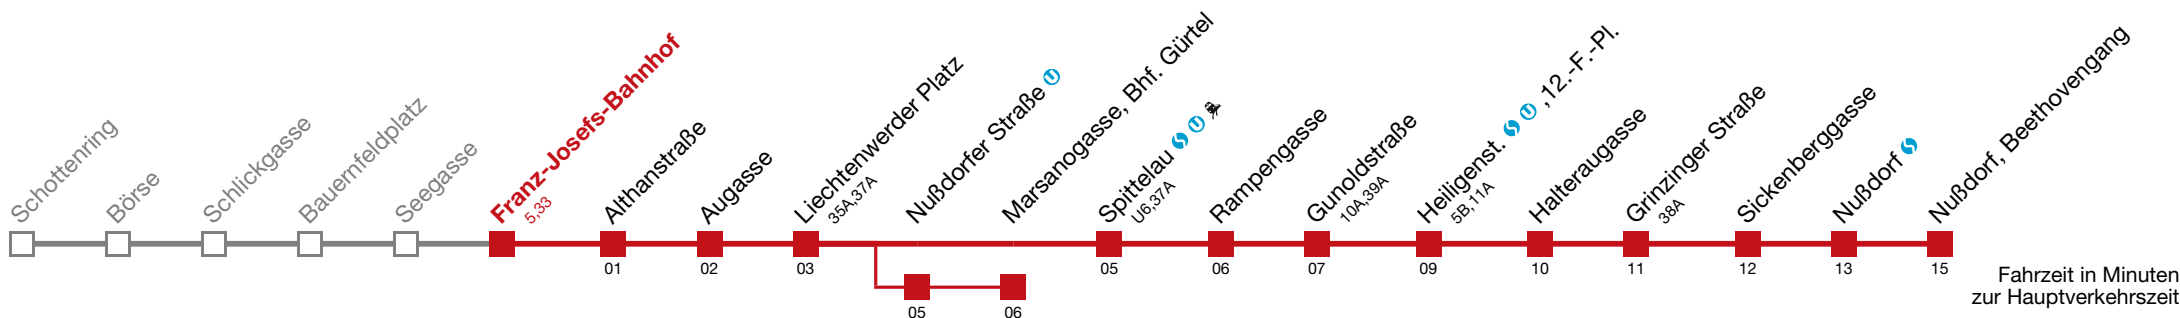 Schottenring
Börse
Schlickgasse
Bauernfeldplatz
Seegasse
Franz-Josefs-Bahnhof
5,33
Althanstraße
01
Augasse
02
Liechtenwerder Platz
35A,37A
03
Nußdorfer Straße U
05
Marsanogasse, Bhf. Gürtel
06
Spittelau S U
U6,37A
05
Rampengasse
06
Gunoldstraße
10A,39A
07
Heiligenst. S U ,12.-F.-Pl.
5B,11A
09
Halteraugasse
10
Grinzinger Straße
38A
11
Sickenberggasse
12
Nußdorf S
13
Nußdorf, Beethovengang
15
Fahrzeit in Minuten
zur Hauptverkehrszeit